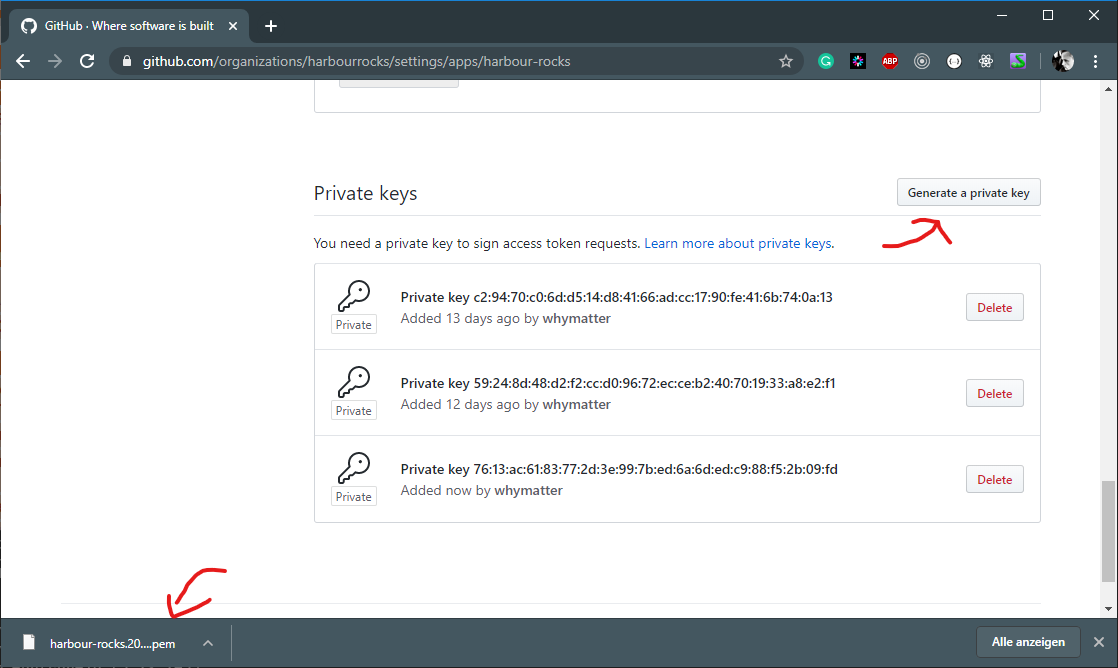 GitHub · Where software is built
github.com/organizations/harbourrocks/settings/apps/harbour-rocks
ABP
Private keys
Generate a private key
You need a private key to sign access token requests. Learn more about private keys.
Private key c2:94:70:c0:6d:d5:14:d8:41:66:ad:cc:17:90:fe:41:6b:74:0a:13
Private
Added 13 days ago by whymatter
Delete
Private key 59:24:8d:48:d2:f2:cc:d0:96:72:ec:ce:b2:40:70:19:33:a8:e2:f1
Private
Added 12 days ago by whymatter
Delete
Private key 76:13:ac:61:83:77:2d:3e:99:7b:ed:6a:6d:ed:c9:88:f5:2b:09:fd
Private
Added now by whymatter
Delete
harbour-rocks.20....pem
Alle anzeigen